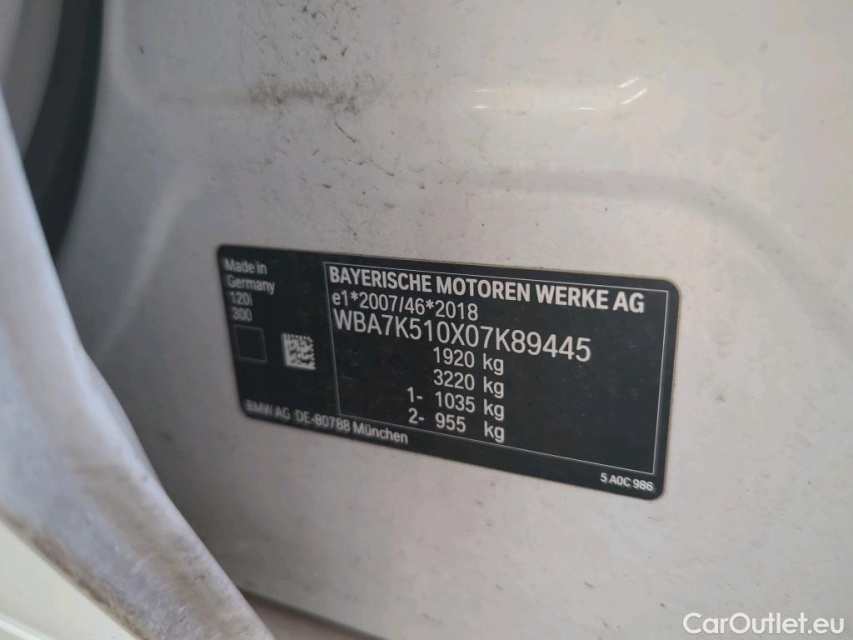 Made in
Germany
120i
300
BAYERISCHE MOTOREN WERKE AG
e1*2007/46*2018
WBA7K510X07K89445
1920 kg
3220 kg
1- 1035 kg
2- 955 kg
BMW AG DE-80788 München
5 A0C 986
CarOutlet.eu